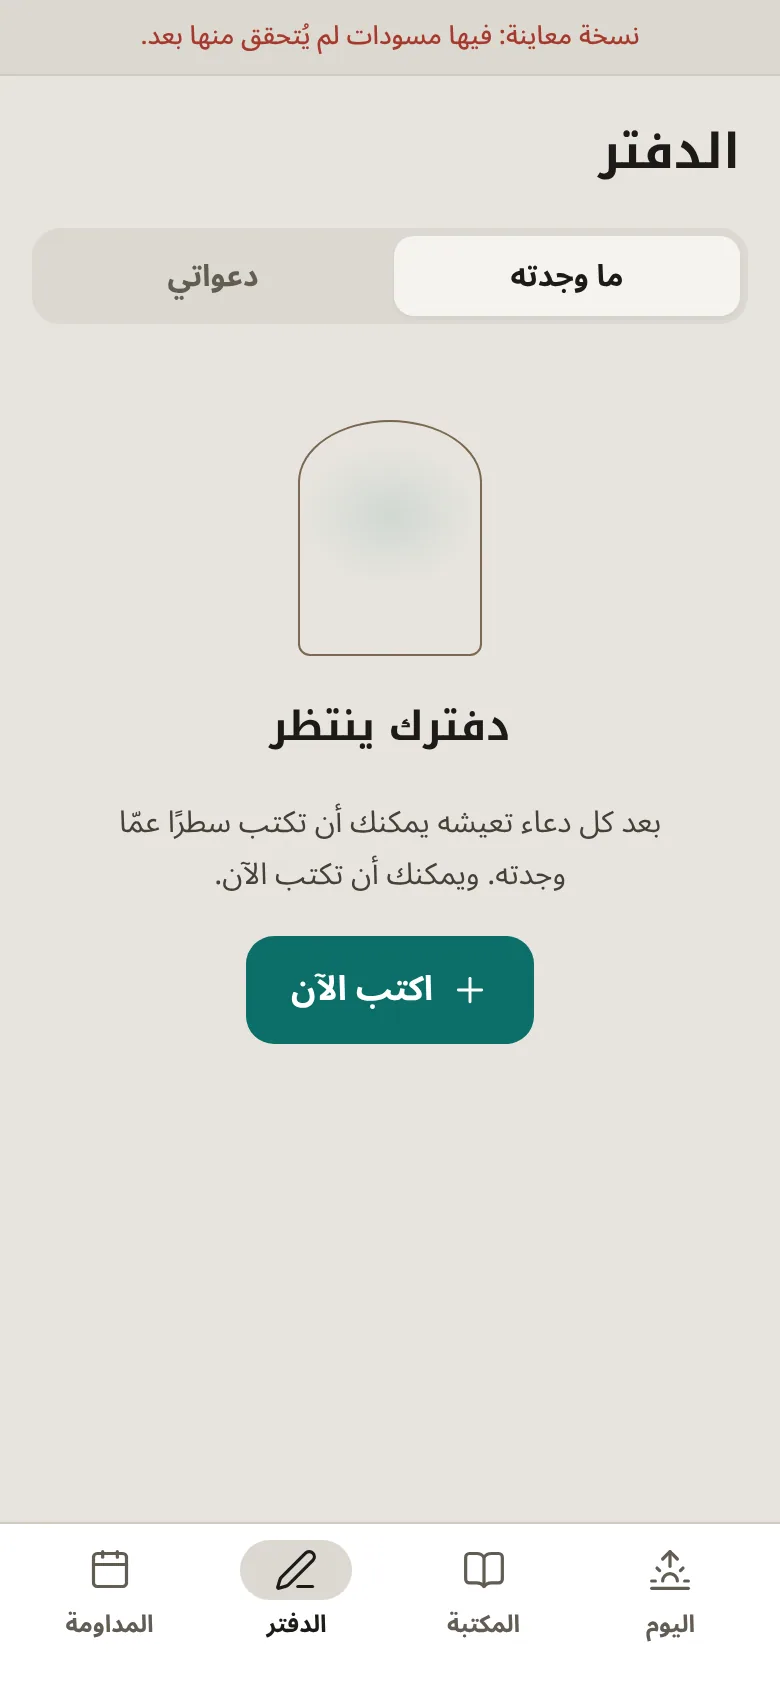 نسخة معاينة: فيها مسودات لم يُتحقق منها بعد.
الدفتر
ما وجدته
دعواتي
دفترك ينتظر
بعد كل دعاء تعيشه يمكنك أن تكتب سطرًا عمّا
وجدته. ويمكنك أن تكتب الآن.
+ اكتب الآن
اليوم
المكتبة
الدفتر
المداومة